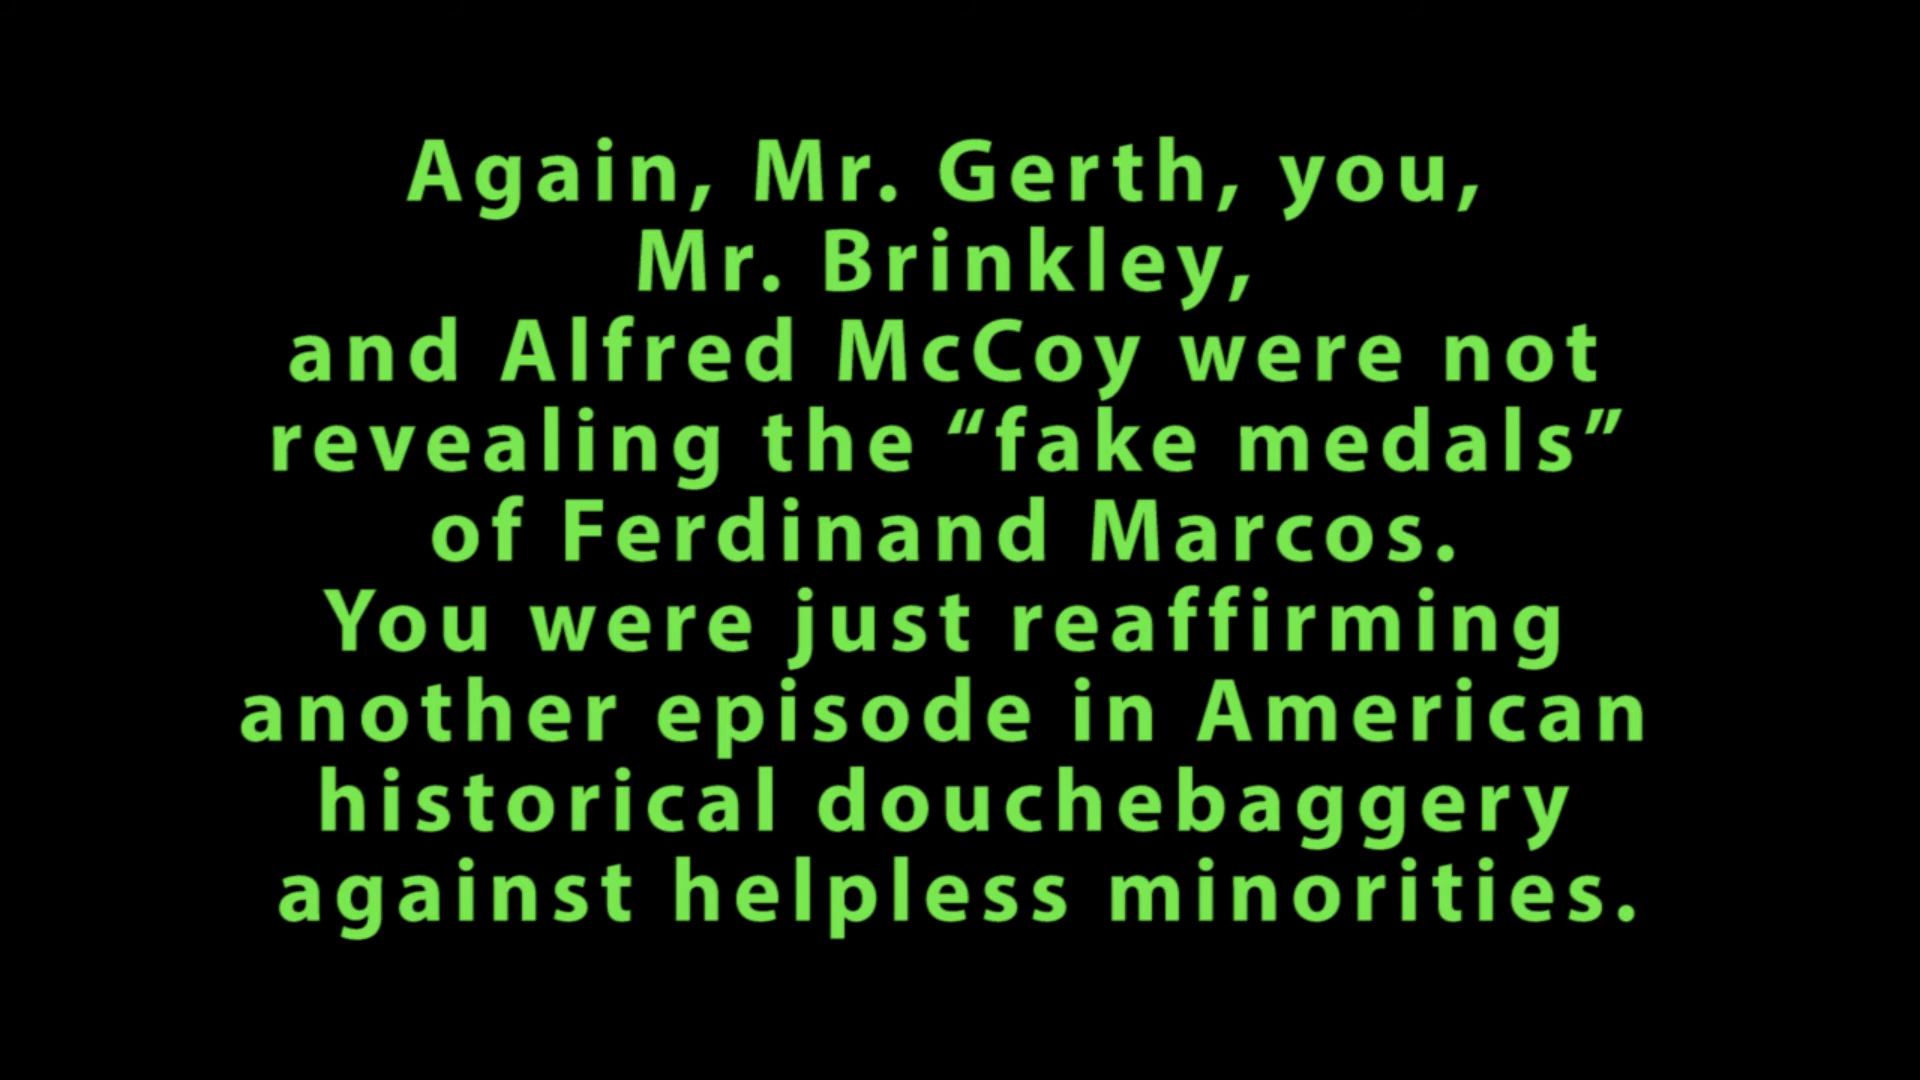 Again, Mr. Gerth, you,
Mr. Brinkley,
and Alfred McCoy were not
revealing the “fake medals”
of Ferdinand Marcos.
You were just reaffirming
another episode in American
historical douchebaggery
against helpless minorities.